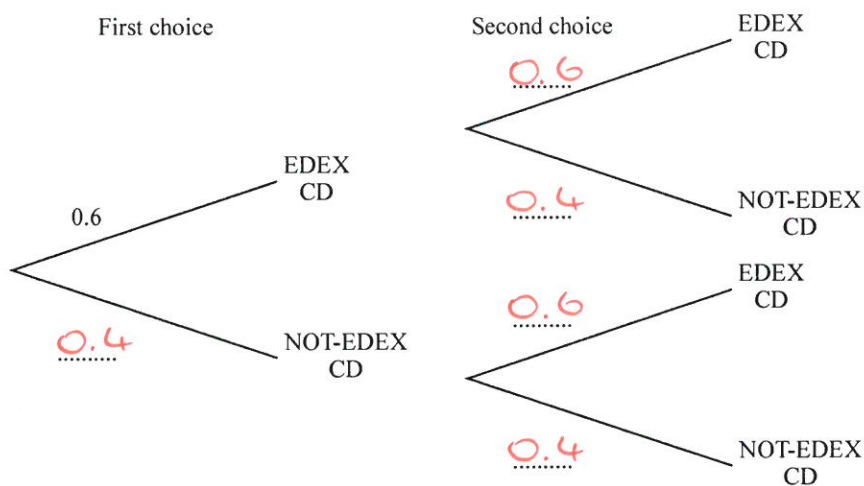 First choice
Second choice
EDEX
CD
0.6
0.4
NOT-EDEX
CD
EDEX
CD
0.6
0.4
NOT-EDEX
CD
EDEX
CD
0.6
0.4
NOT-EDEX
CD